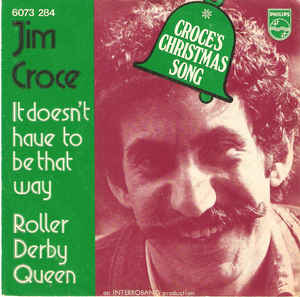 6073 284
PHILIPS
Jim
Croce
CROCE'S
CHRISTMAS
SONG
It doesn't
have to
be that
way
Roller
Derby
Queen
an INTERROBANG production